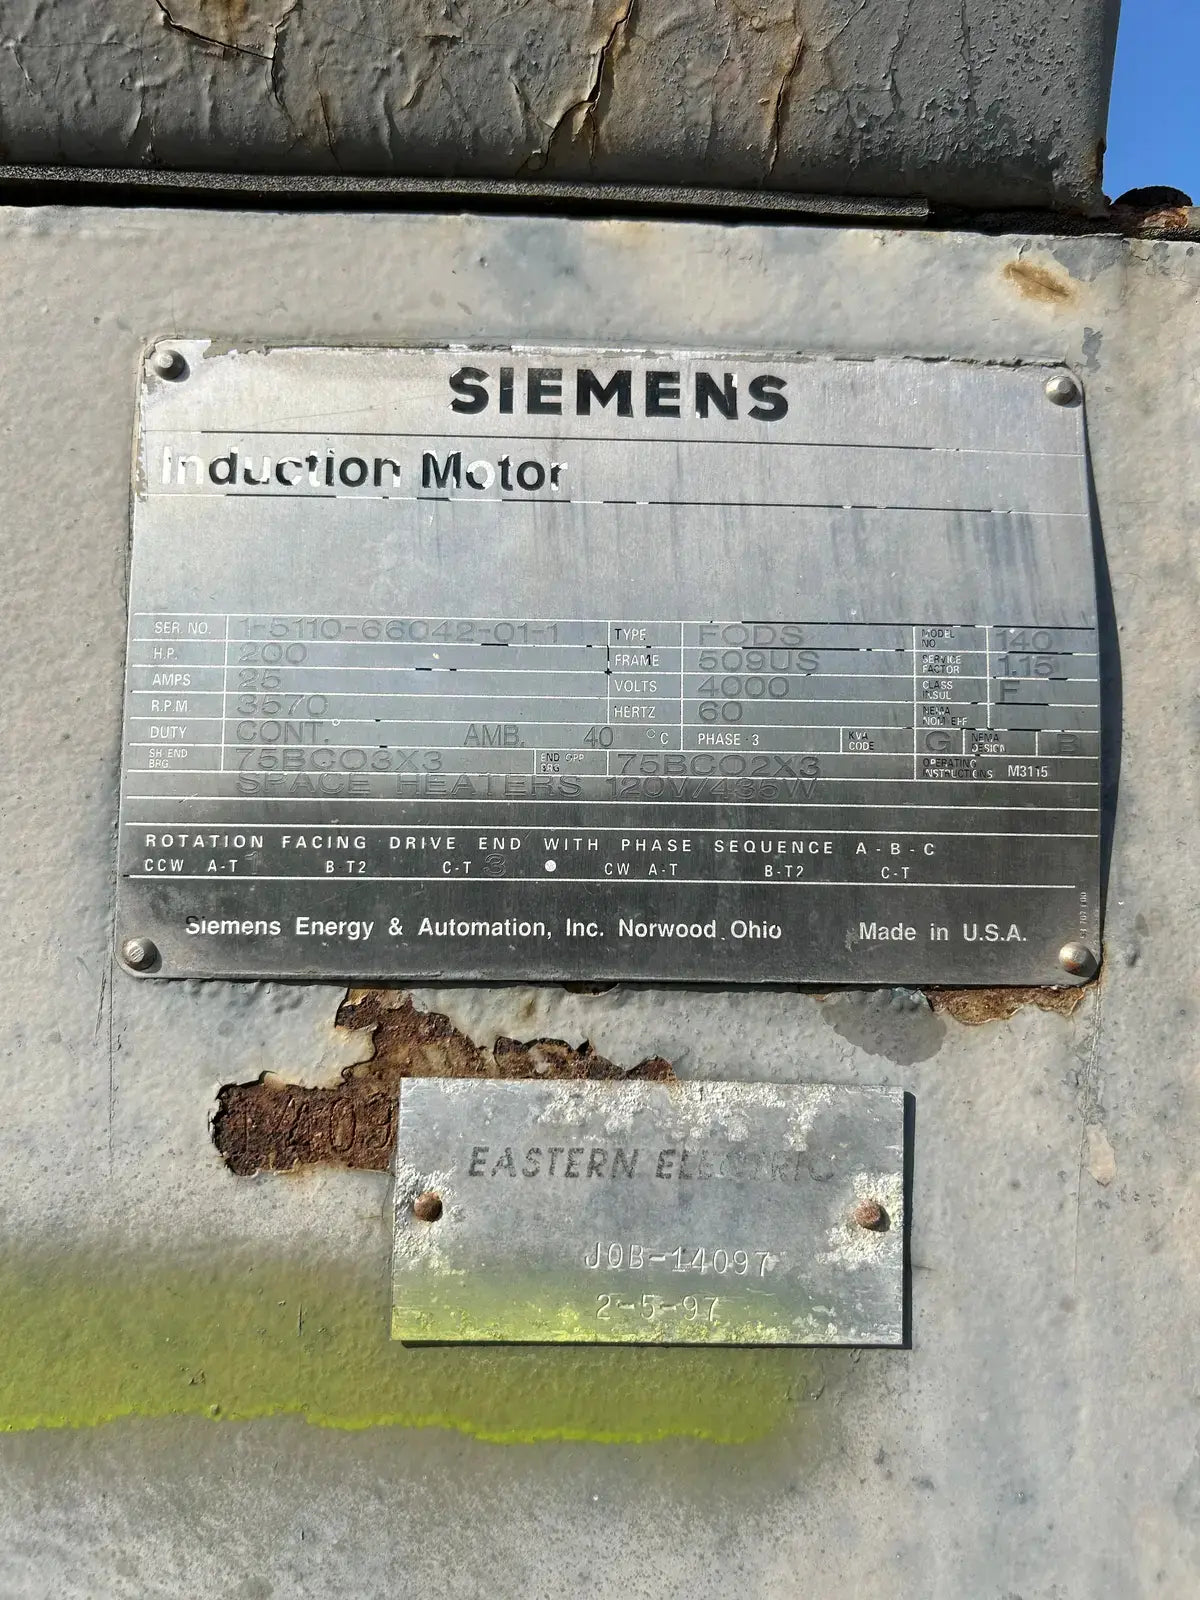 SIEMENS
Induction Motor
SER. NO. 1-5110-66042-01-1 TYPE FODS MODEL NO 140
H.P. 200 FRAME 509US SERVICE FACTOR 1.15
AMPS 25 VOLTS 4000 CLASS INSUL F
R.P.M 3570 HERTZ 60 NEMA NOM EFF
DUTY CONT. AMB. 40 °C PHASE 3 KVA CODE G NEMA DESIGN B
SH END BRG. 75BC03X3 END OPP BRG 75BC02X3 OPERATING INSTRUCTIONS M3115
SPACE HEATERS 120V/435W
ROTATION FACING DRIVE END WITH PHASE SEQUENCE A-B-C
CCW A-T1 B-T2 C-T3 CW A-T B-T2 C-T
Siemens Energy & Automation, Inc. Norwood Ohio Made in U.S.A.
EASTERN ELECTRIC
JOB-14097
2-5-97